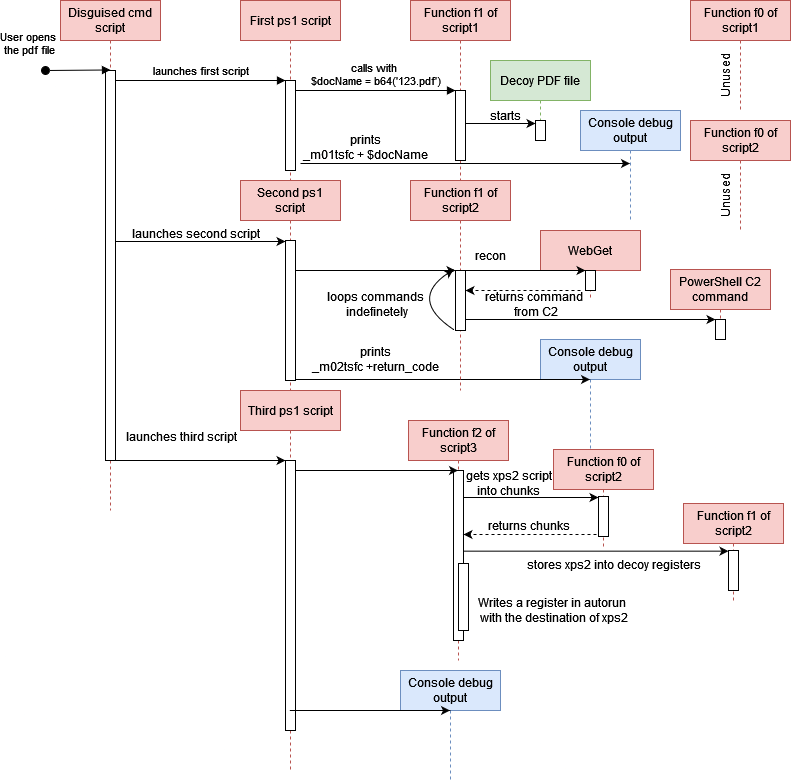 Disguised cmd
script
First ps1 script
Function f1 of
script1
Function f0 of
script1
User opens
the pdf file
launches first script
calls with
$docName = b64('123.pdf')
Decoy PDF file
Unused
starts
Console debug
output
Function f0 of
script2
prints
_m01tsfc + $docName
Second ps1
script
Function f1 of
script2
Unused
launches second script
recon
WebGet
loops commands
indefinetely
returns command
from C2
PowerShell C2
command
prints
_m02tsfc +return_code
Console debug
output
Third ps1 script
launches third script
Function f2 of
script3
gets xps2 script
into chunks
Function f0 of
script2
returns chunks
Function f1 of
script2
stores xps2 into decoy registers
Writes a register in autorun
with the destination of xps2
Console debug
output